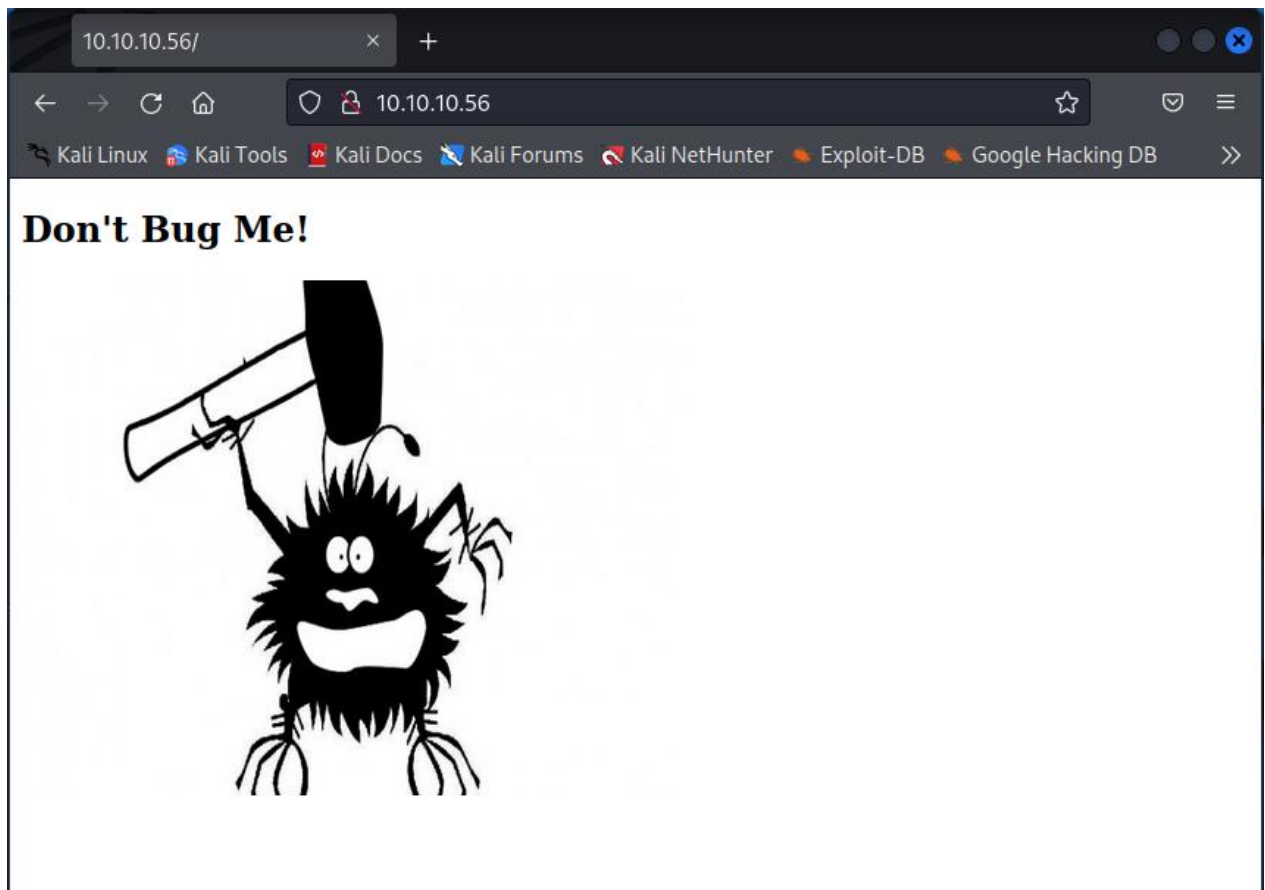 10.10.10.56/
10.10.10.56
Kali Linux Kali Tools Kali Docs Kali Forums Kali NetHunter Exploit-DB Google Hacking DB
Don't Bug Me!